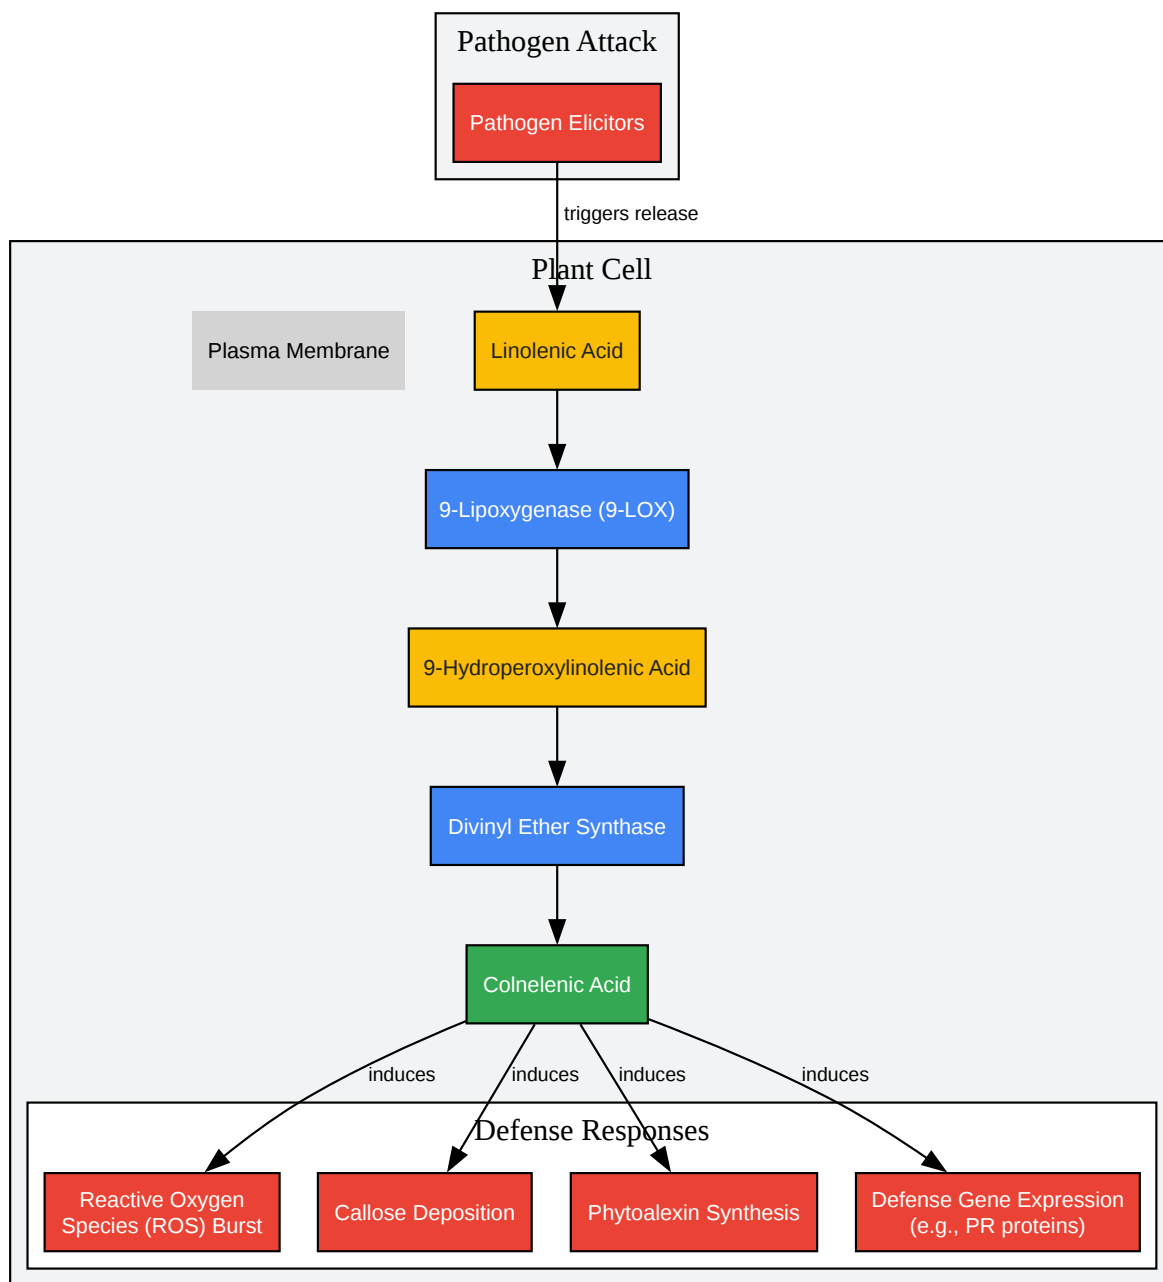 Pathogen Attack
Pathogen Elicitors
triggers release
Plant Cell
Plasma Membrane
Linolenic Acid
9-Lipoxygenase (9-LOX)
9-Hydroperoxylinolenic Acid
Divinyl Ether Synthase
Colnelenic Acid
induces
induces
induces
induces
Defense Responses
Reactive Oxygen
Species (ROS) Burst
Callose Deposition
Phytoalexin Synthesis
Defense Gene Expression
(e.g., PR proteins)